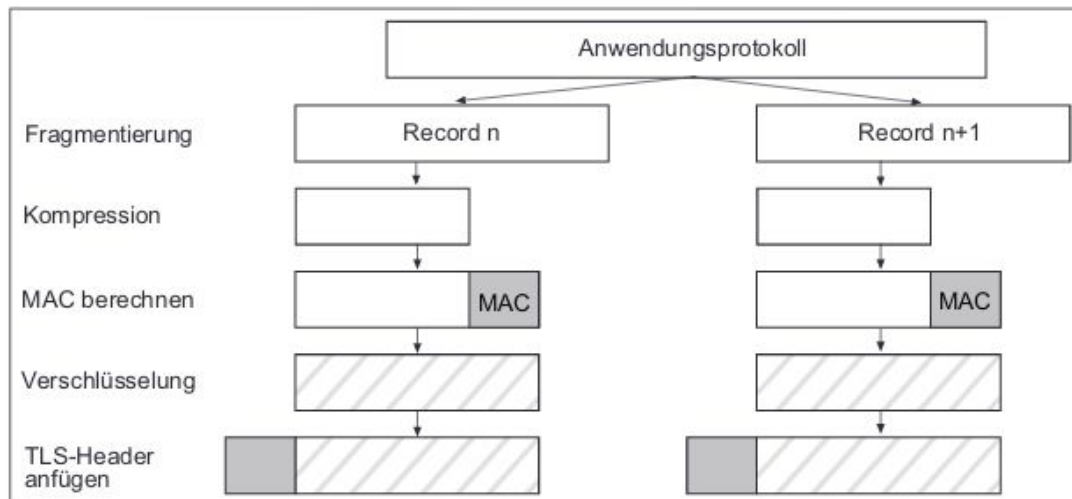 Anwendungsprotokoll
Fragmentierung
Record n
Record n+1
Kompression
MAC berechnen
MAC
MAC
Verschlüsselung
TLS-Header
anfügen